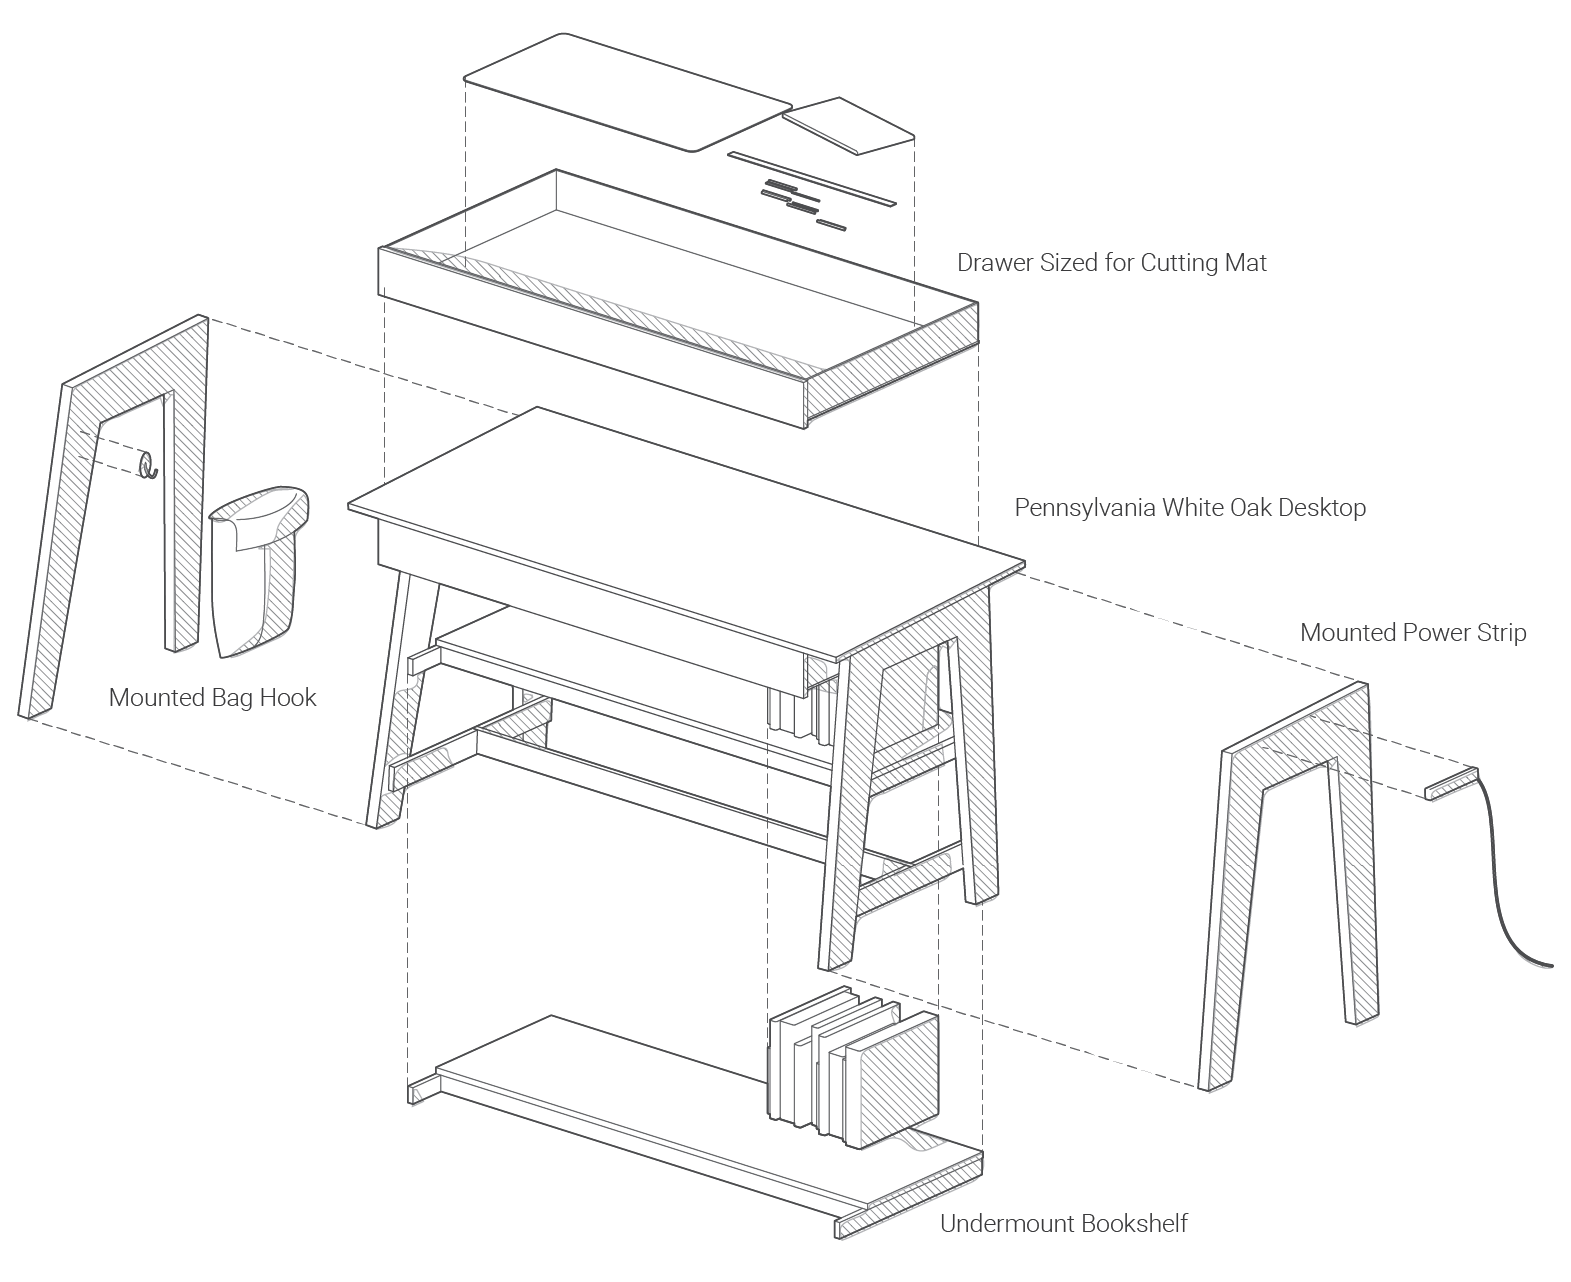 Drawer Sized for Cutting Mat
Pennsylvania White Oak Desktop
Mounted Power Strip
Mounted Bag Hook
Undermount Bookshelf